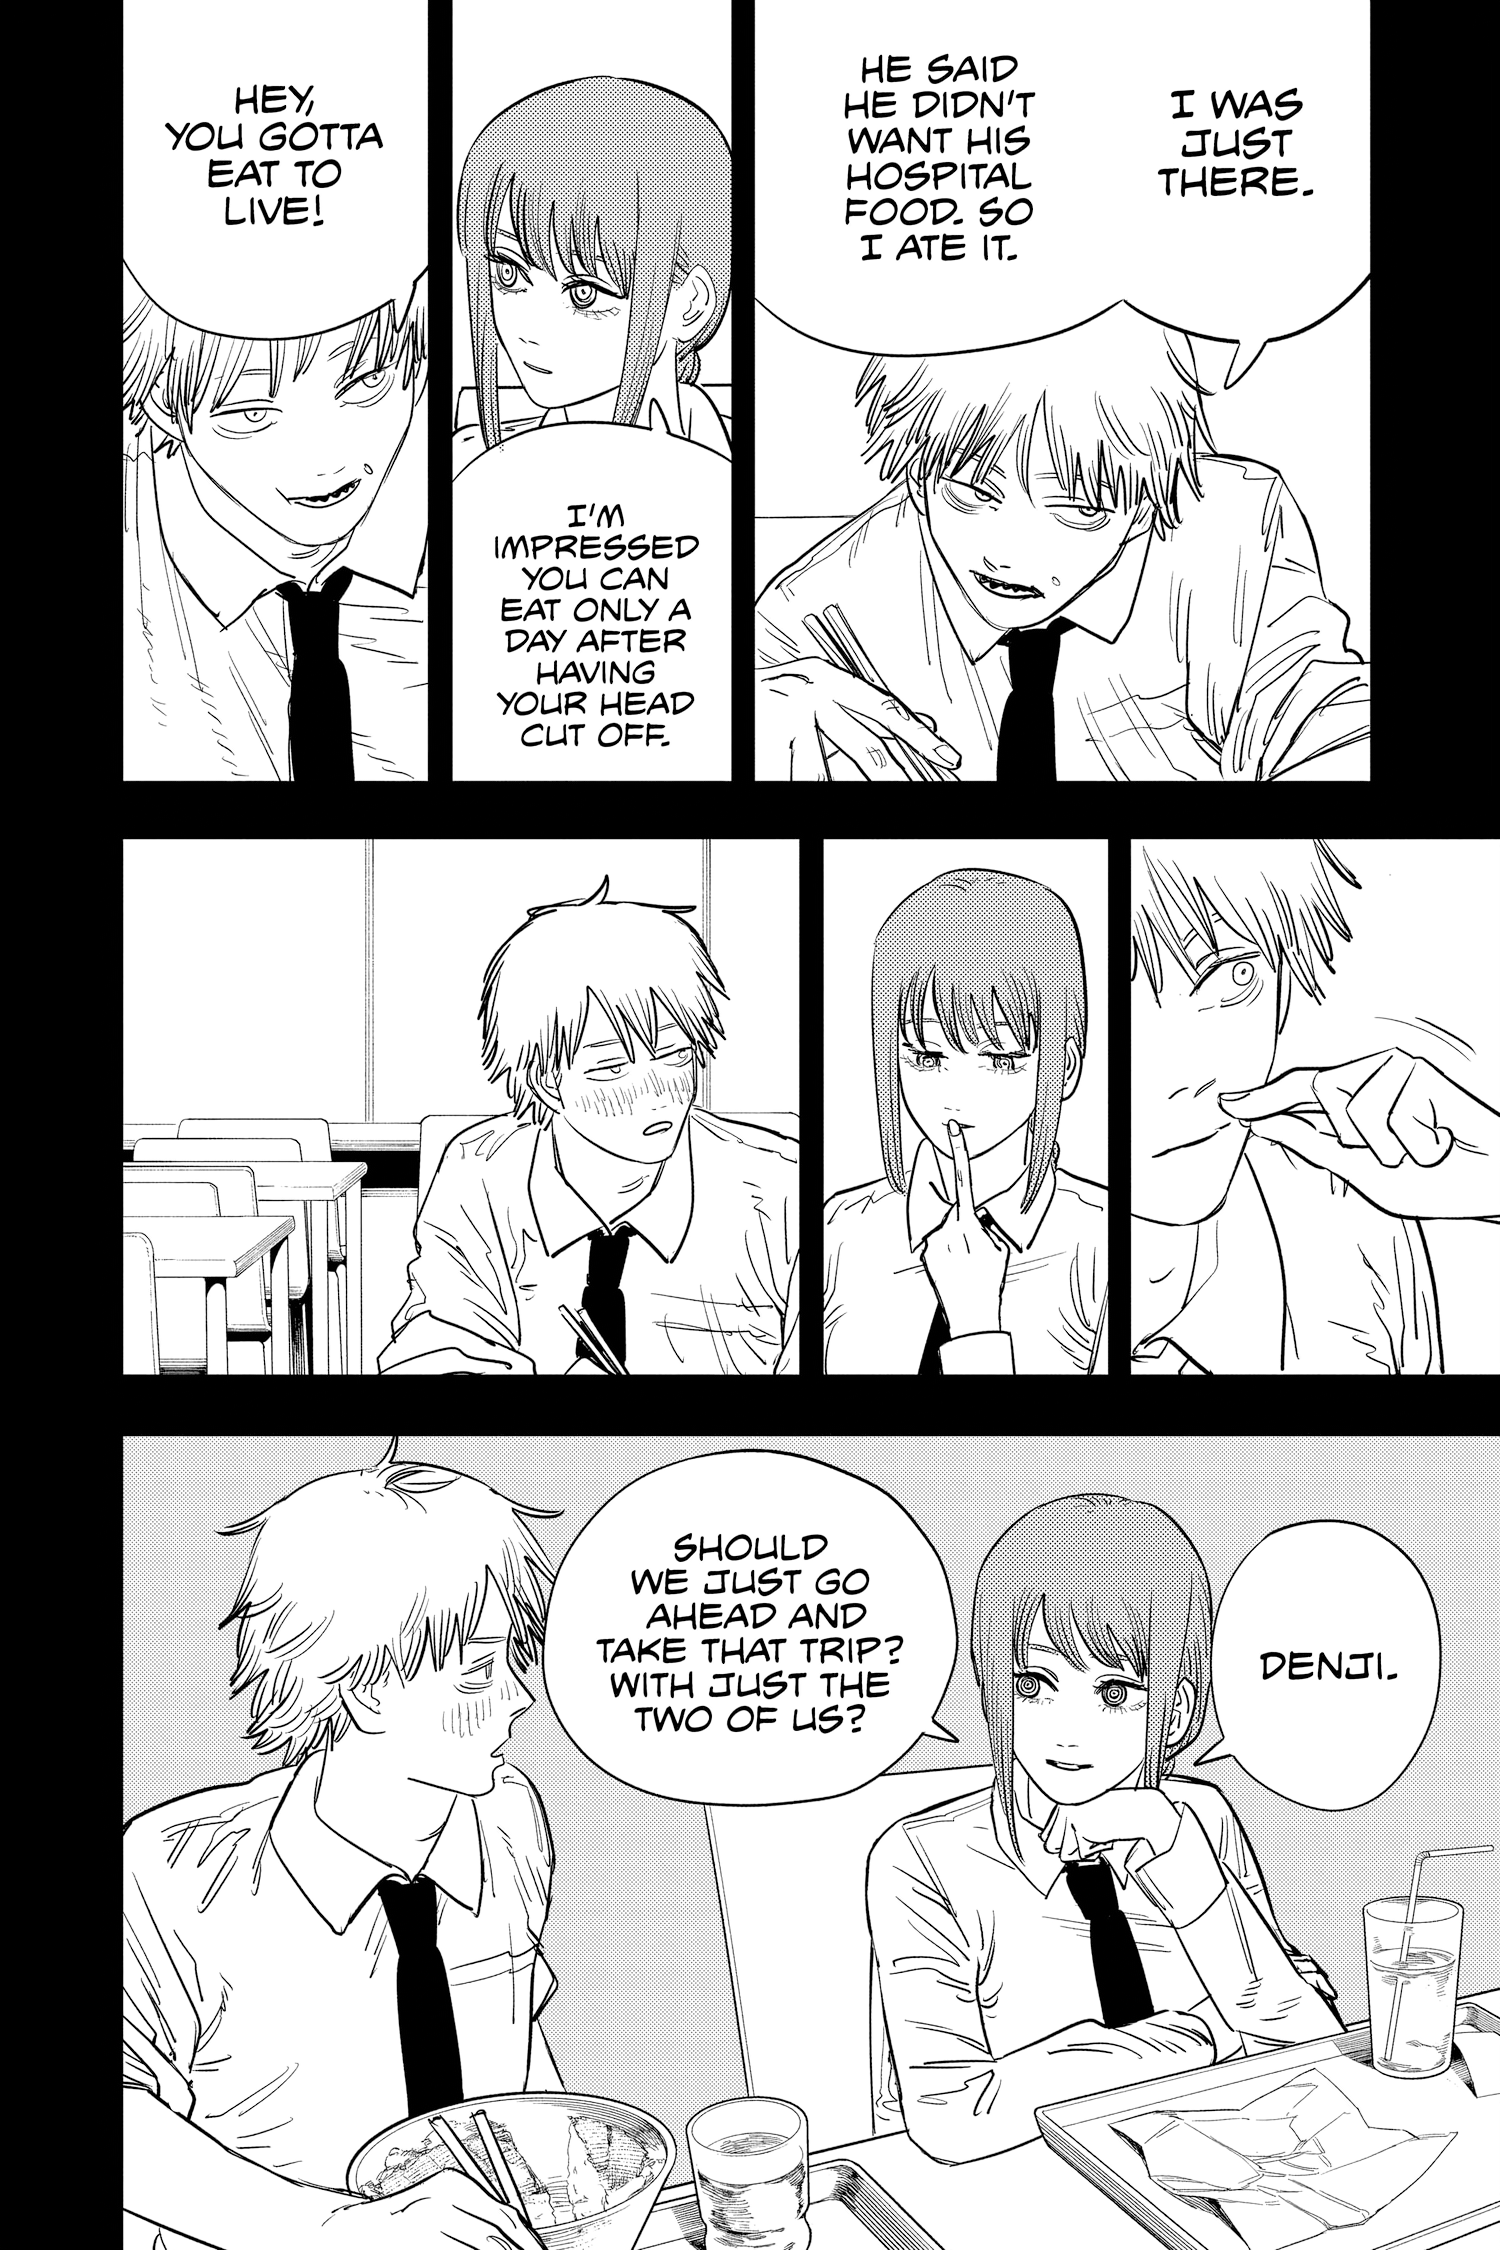 I WAS
JUST
THERE.
HE SAID
HE DIDN'T
WANT HIS
HOSPITAL
FOOD. SO
I ATE IT.
I'M
IMPRESSED
YOU CAN
EAT ONLY A
DAY AFTER
HAVING
YOUR HEAD
CUT OFF.
HEY,
YOU GOTTA
EAT TO
LIVE!
DENJI.
SHOULD
WE JUST GO
AHEAD AND
TAKE THAT TRIP?
WITH JUST THE
TWO OF US?